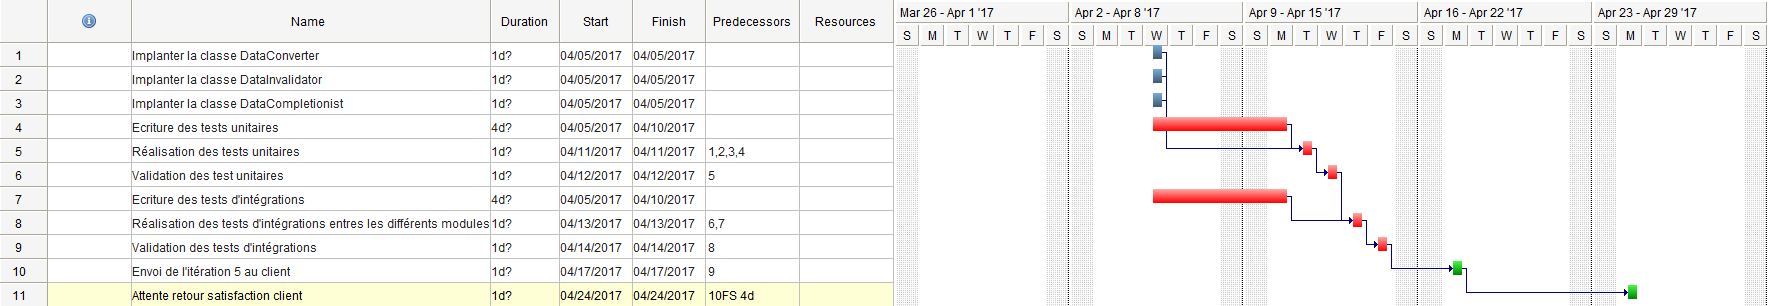 Name Duration Start Finish Predecessors Resources
Mar 26 - Apr 1 '17 Apr 2 - Apr 8 '17 Apr 9 - Apr 15 '17 Apr 16 - Apr 22 '17 Apr 23 - Apr 29 '17
S M T W T F S S M T W T F S S M T W T F S S M T W T F S S M T W T F S
1 Implanter la classe DataConverter 1d? 04/05/2017 04/05/2017
2 Implanter la classe DataInvalidator 1d? 04/05/2017 04/05/2017
3 Implanter la classe DataCompletionist 1d? 04/05/2017 04/05/2017
4 Ecriture des tests unitaires 4d? 04/05/2017 04/10/2017
5 Réalisation des tests unitaires 1d? 04/11/2017 04/11/2017 1,2,3,4
6 Validation des test unitaires 1d? 04/12/2017 04/12/2017 5
7 Ecriture des tests d'intégrations 4d? 04/05/2017 04/10/2017
8 Réalisation des tests d'intégrations entres les différents modules 1d? 04/13/2017 04/13/2017 6,7
9 Validation des tests d'intégrations 1d? 04/14/2017 04/14/2017 8
10 Envoi de l'itération 5 au client 1d? 04/17/2017 04/17/2017 9
11 Attente retour satisfaction client 1d? 04/24/2017 04/24/2017 10FS 4d